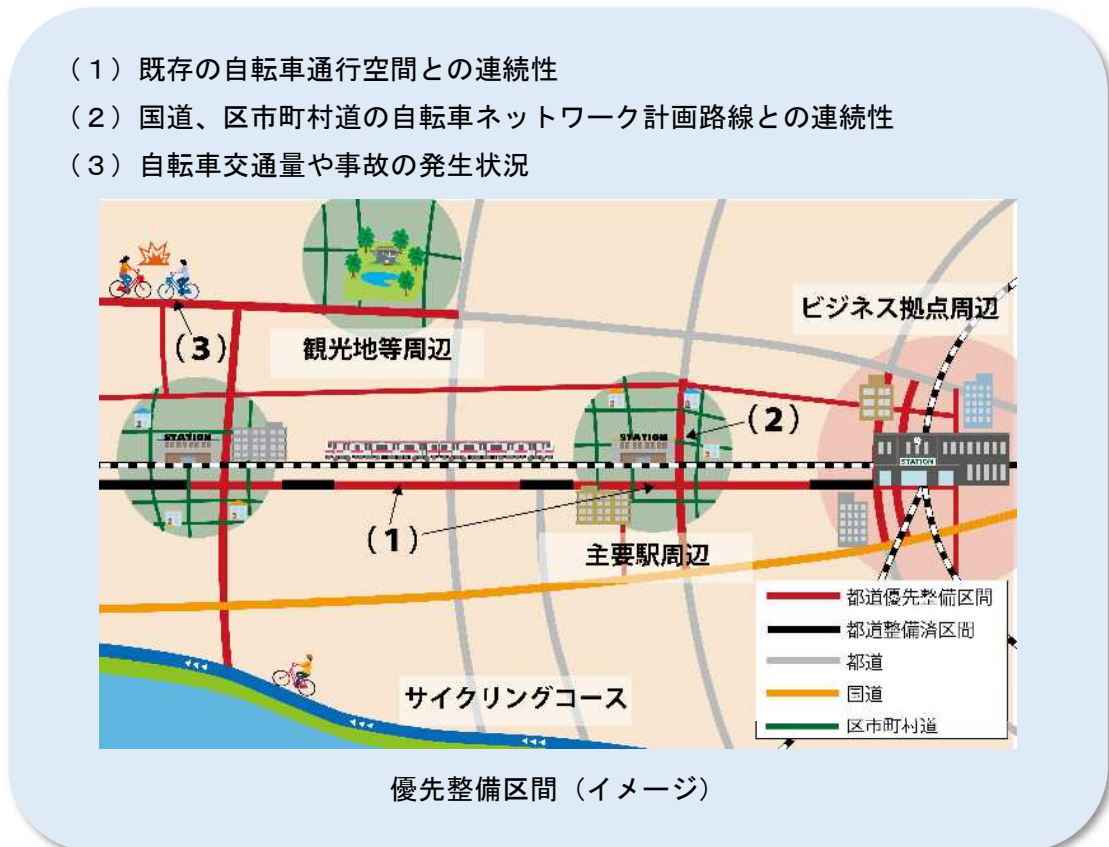 （１）既存の自転車通行空間との連続性
（２）国道、区市町村道の自転車ネットワーク計画路線との連続性
（３）自転車交通量や事故の発生状況
ビジネス拠点周辺
(3)
観光地等周辺
(2)
STATION
STATION
STATION
(1)
主要駅周辺
都道優先整備区間
都道整備済区間
都道
国道
区市町村道
サイクリングコース
優先整備区間（イメージ）